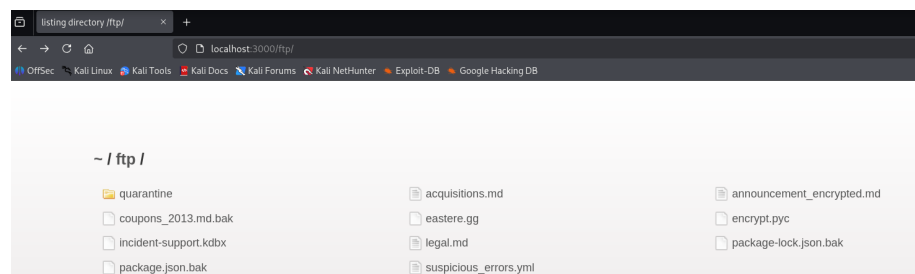 listing directory /ftp/
localhost:3000/ftp/
OffSec Kali Linux Kali Tools Kali Docs Kali Forums Kali NetHunter Exploit-DB Google Hacking DB
~ / ftp /
quarantine acquisitions.md announcement_encrypted.md
coupons_2013.md.bak eastere.gg encrypt.pyc
incident-support.kdbx legal.md package-lock.json.bak
package.json.bak suspicious_errors.yml